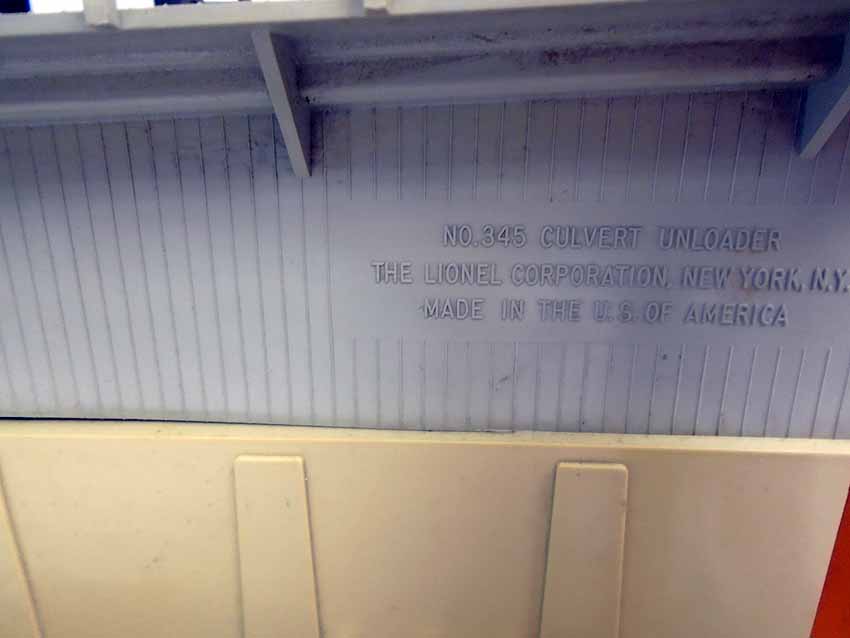 NO.345 CULVERT UNLOADER
THE LIONEL CORPORATION, NEW YORK, N.Y.
MADE IN THE U.S. OF AMERICA